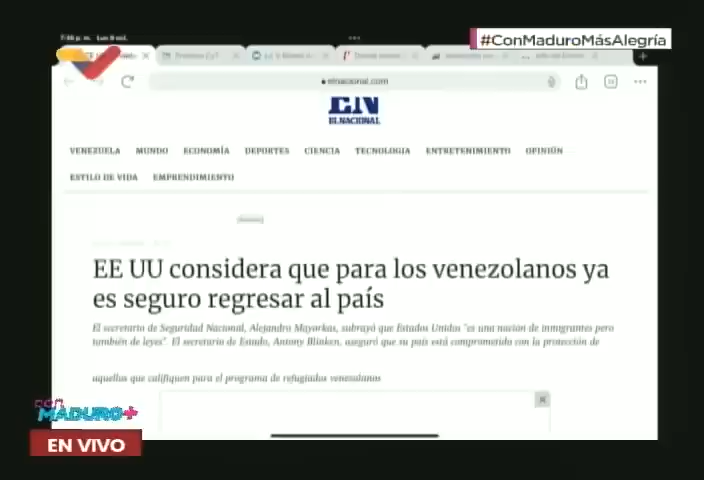 #ConMaduroMásAlegría
elnacional.com
EN
EL NACIONAL
VENEZUELA MUNDO ECONOMÍA DEPORTES CIENCIA TECNOLOGÍA ENTRETENIMIENTO OPINIÓN
ESTILO DE VIDA EMPRENDIMIENTO
EE UU considera que para los venezolanos ya
es seguro regresar al país
El secretario de Seguridad Nacional, Alejandro Mayorkas, subrayó que Estados Unidos "es una nación de inmigrantes pero
también de leyes". El secretario de Estado, Antony Blinken, aseguró que su país está comprometida con la protección de
aquellos que califiquen para el programa de refugiados venezolanos
CON
MADURO+
EN VIVO